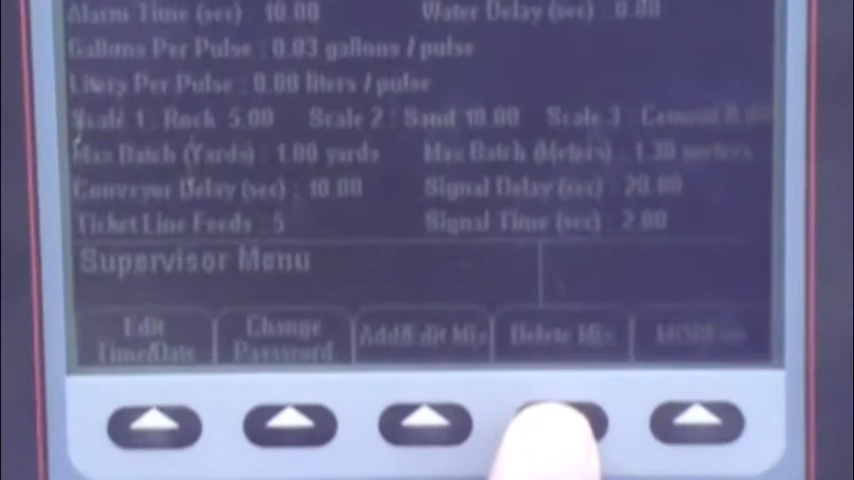 Alarm Time (sec) : 10.00 Water Delay (sec) : 0.00
Gallons Per Pulse : 0.03 gallons / pulse
Liters Per Pulse : 0.00 liters / pulse
Scale 1 : Rock 5.00 Scale 2 : Sand 10.00 Scale 3 : Cement
Max Batch (Yards) : 1.00 yards Max Batch (Meters) : 1.30 meters
Conveyor Delay (sec) : 10.00 Signal Delay (sec) : 20.00
Ticket Line Feeds : 5 Signal Time (sec) : 2.00
Supervisor Menu
Edit Time/Date
Change Password
Add/Edit Mix
Delete Mix
MORE